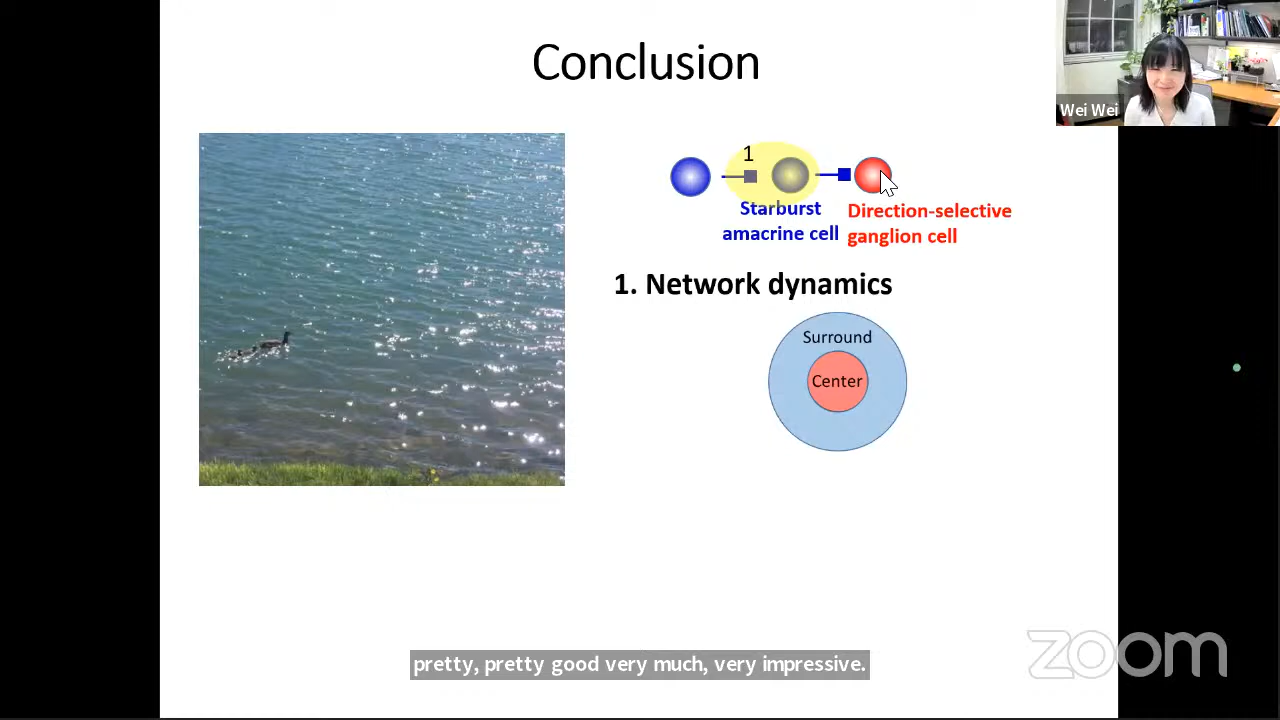 Conclusion
Wei Wei
1
Starburst
amacrine cell
Direction-selective
ganglion cell
1. Network dynamics
Surround
Center
pretty, pretty good very much, very impressive.
zoom